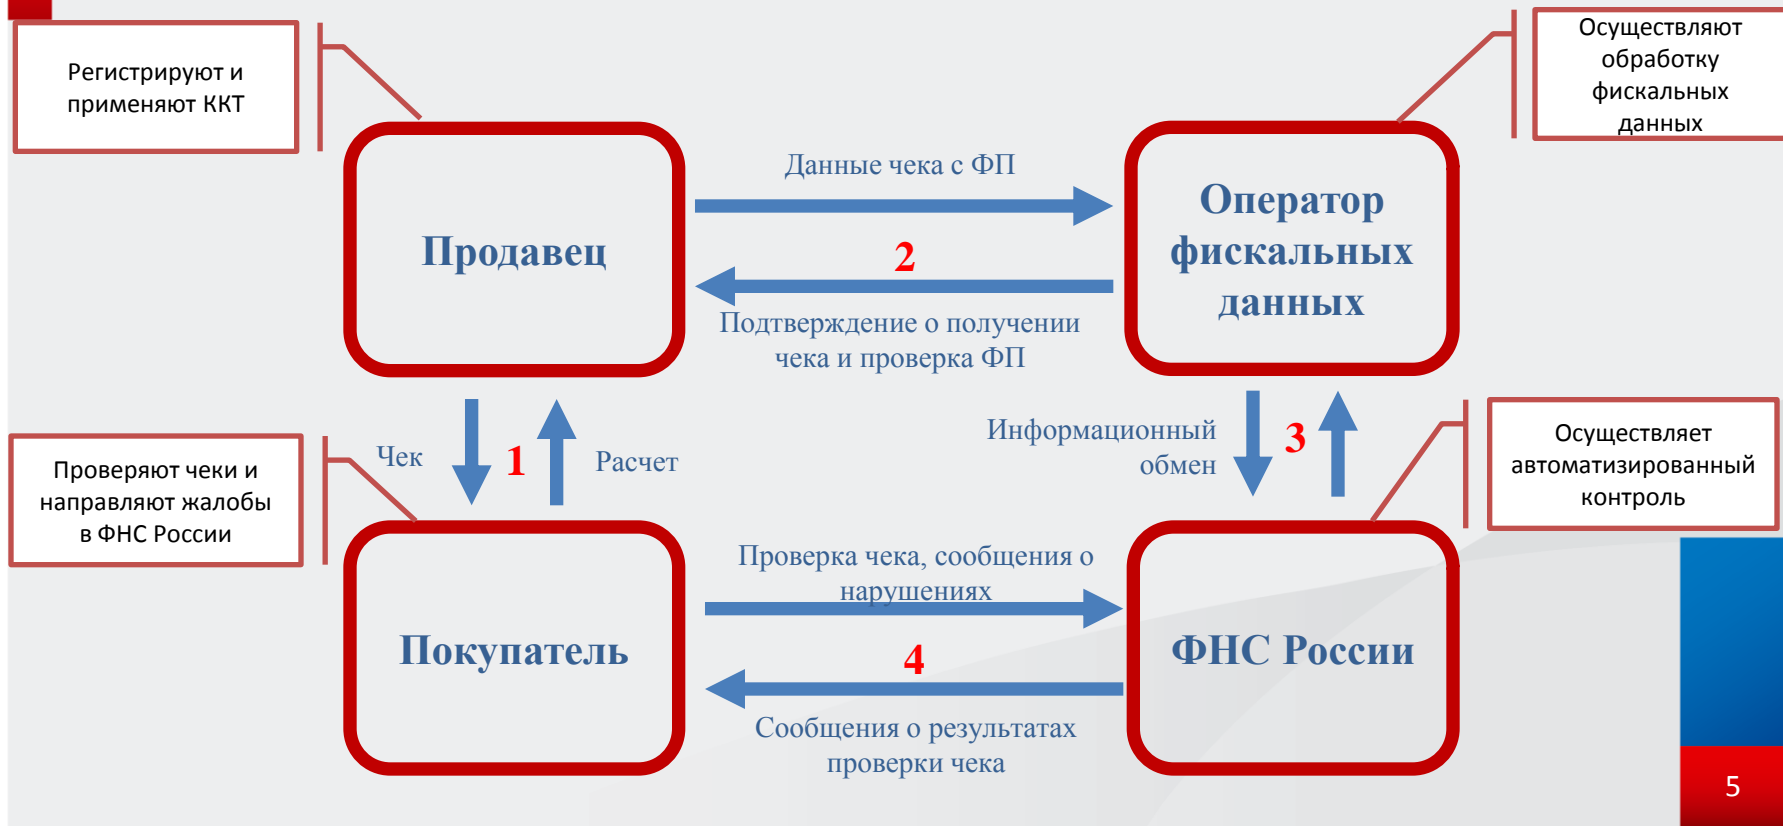 Регистрируют и
применяют ККТ
Осуществляют
обработку
фискальных
данных
Продавец
Данные чека с ФП
2
Подтверждение о получении
чека и проверка ФП
Оператор
фискальных
данных
Чек
1
Расчет
Информационный
обмен
3
Проверяют чеки и
направляют жалобы
в ФНС России
Осуществляет
автоматизированный
контроль
Покупатель
Проверка чека, сообщения о
нарушениях
4
Сообщения о результатах
проверки чека
ФНС России
5